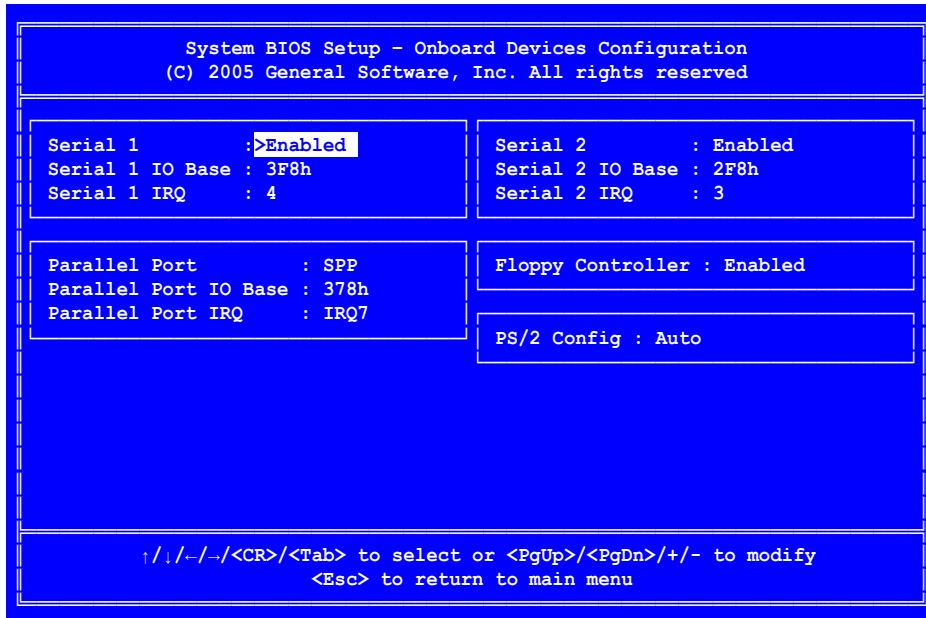 System BIOS Setup – Onboard Devices Configuration
(C) 2005 General Software, Inc. All rights reserved
Serial 1 :>Enabled
Serial 1 IO Base : 3F8h
Serial 1 IRQ : 4
Serial 2 : Enabled
Serial 2 IO Base : 2F8h
Serial 2 IRQ : 3
Parallel Port : SPP
Parallel Port IO Base : 378h
Parallel Port IRQ : IRQ7
Floppy Controller : Enabled
PS/2 Config : Auto
↑/↓/←/→/<CR>/<Tab> to select or <PgUp>/<PgDn>/+/- to modify
<Esc> to return to main menu